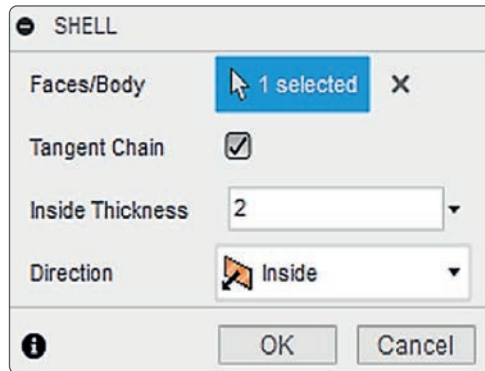 SHELL
Faces/Body 1 selected
Tangent Chain
Inside Thickness 2
Direction Inside
OK Cancel